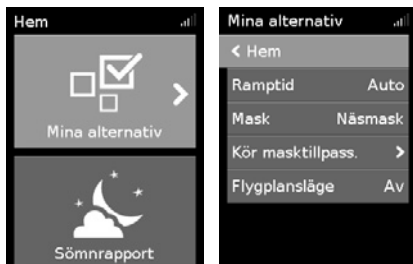 Hem
Mina alternativ
Sömnrapport
Mina alternativ
< Hem
Ramptid Auto
Mask Näsmask
Kör masktillpass. >
Flygplansläge Av